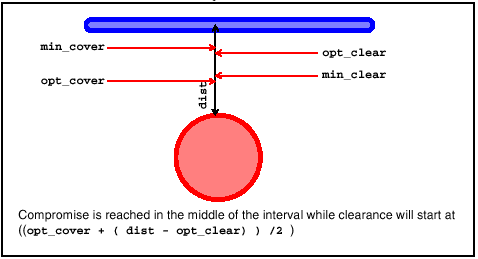 min_cover
opt_clear
min_clear
opt_cover
dist
Compromise is reached in the middle of the interval while clearance will start at
((opt_cover + ( dist - opt_clear) ) /2 )